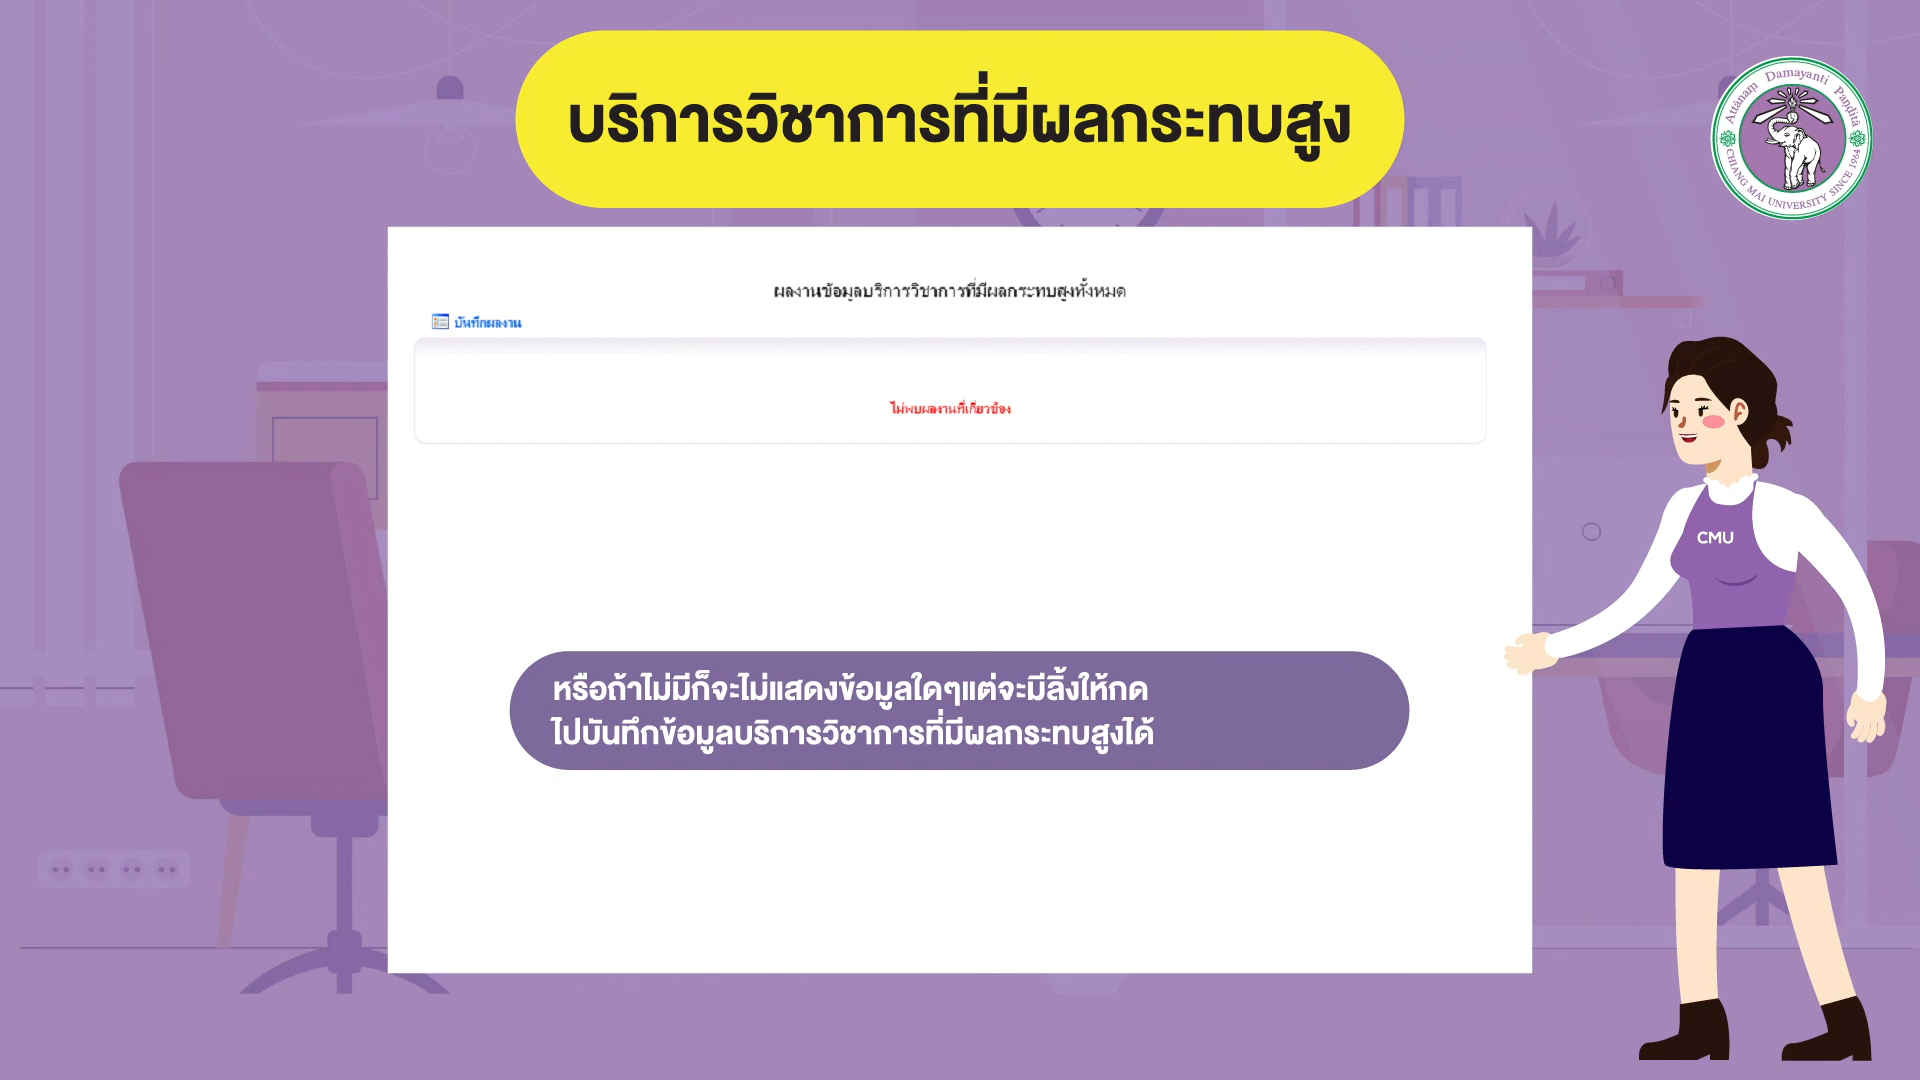 บริการวิชาการที่มีผลกระทบสูง
Attānaṃ Damayanti Paṇḍitā
CHIANG MAI UNIVERSITY SINCE 1964
ผลงานข้อมูลบริการวิชาการที่มีผลกระทบสูงทั้งหมด
บันทึกผลงาน
ไม่พบผลงานที่เกี่ยวข้อง
CMU
หรือถ้าไม่มีก็จะไม่แสดงข้อมูลใดๆแต่จะมีลิ้งให้กด
ไปบันทึกข้อมูลบริการวิชาการที่มีผลกระทบสูงได้